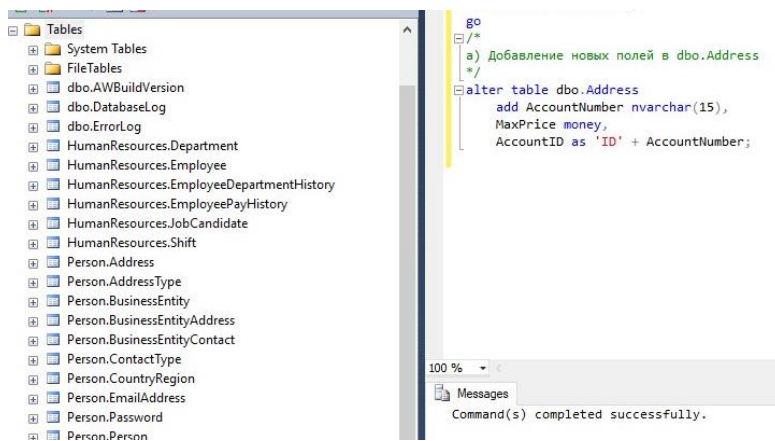 Tables
System Tables
FileTables
dbo.AWBuildVersion
dbo.DatabaseLog
dbo.ErrorLog
HumanResources.Department
HumanResources.Employee
HumanResources.EmployeeDepartmentHistory
HumanResources.EmployeePayHistory
HumanResources.JobCandidate
HumanResources.Shift
Person.Address
Person.AddressType
Person.BusinessEntity
Person.BusinessEntityAddress
Person.BusinessEntityContact
Person.ContactType
Person.CountryRegion
Person.EmailAddress
Person.Password
Person.Person
go
/*
а) Добавление новых полей в dbo.Address
*/
alter table dbo.Address
add AccountNumber nvarchar(15),
MaxPrice money,
AccountID as 'ID' + AccountNumber;
100 %
Messages
Command(s) completed successfully.